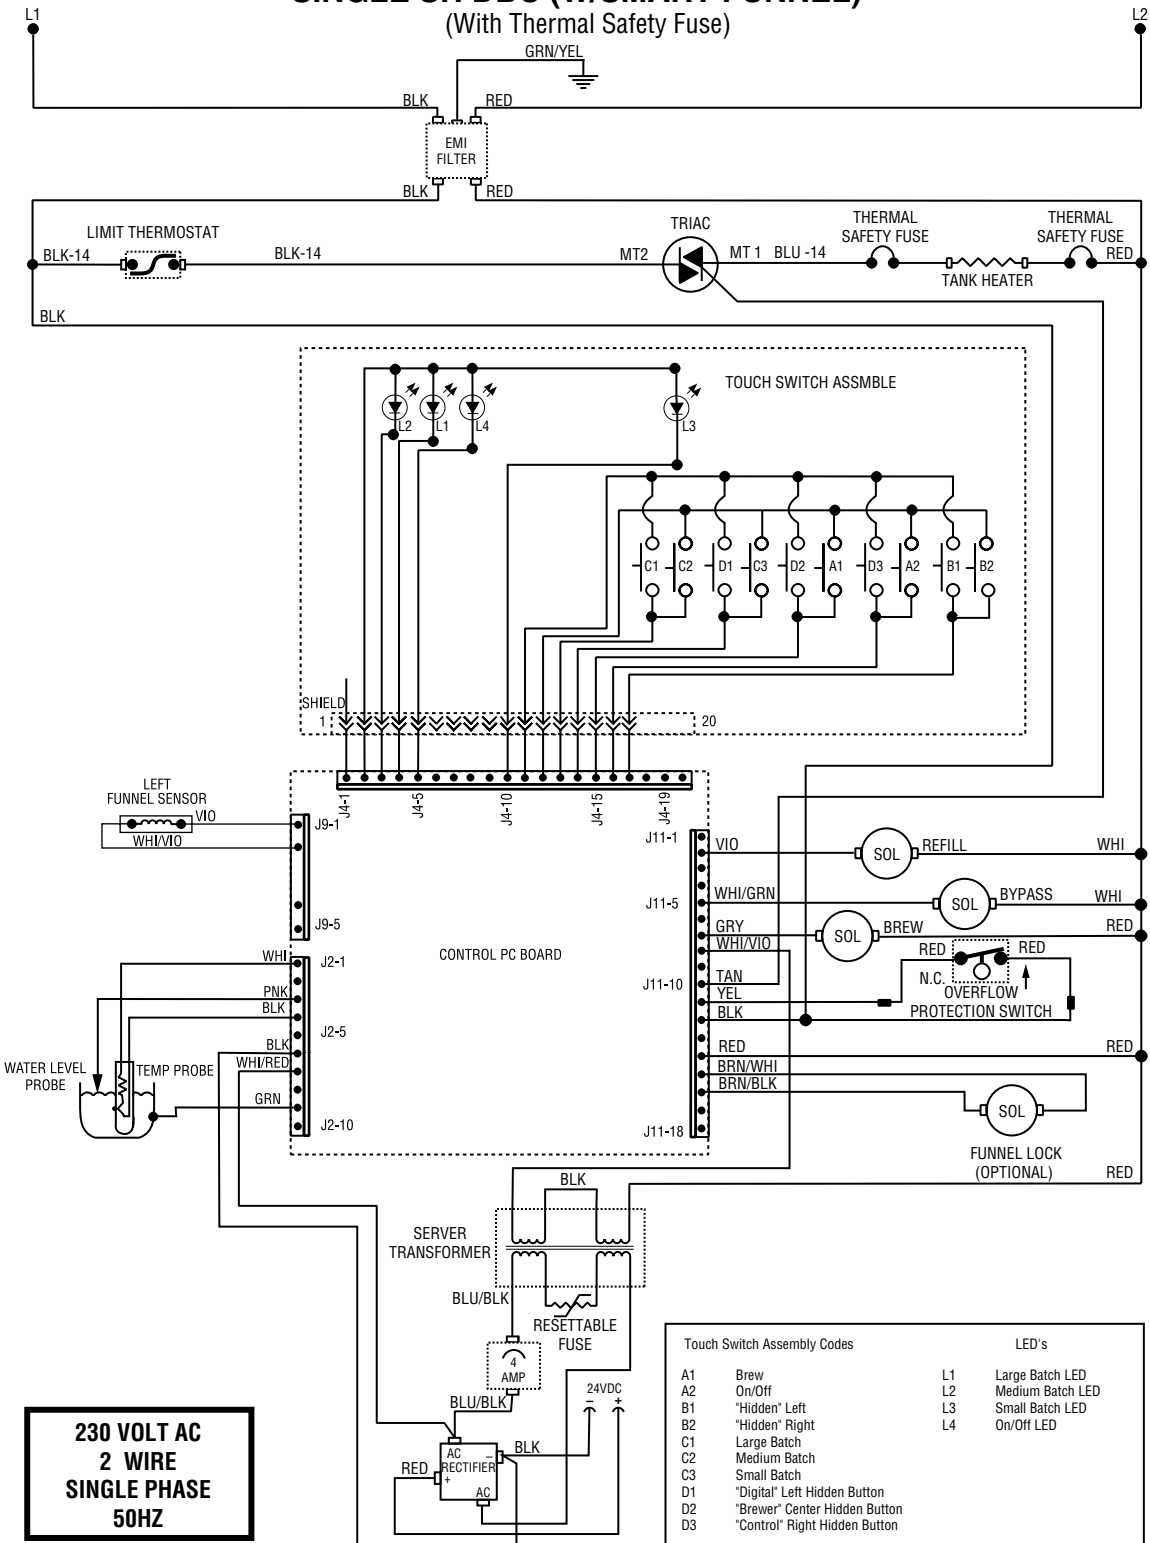 (With Thermal Safety Fuse)
L1
L2
GRN/YEL
BLK
RED
EMI
FILTER
BLK
RED
LIMIT THERMOSTAT
TRIAC
THERMAL
SAFETY FUSE
THERMAL
SAFETY FUSE
BLK-14
BLK-14
MT2
MT 1
BLU -14
RED
TANK HEATER
BLK
TOUCH SWITCH ASSMBLE
L2
L1
L4
L3
C1
C2
D1
C3
D2
A1
D3
A2
B1
B2
SHIELD
1
20
J4-1
J4-5
J4-10
J4-15
J4-19
LEFT
FUNNEL SENSOR
VIO
WHI/VIO
J9-1
J9-5
J11-1
VIO
SOL
REFILL
WHI
J11-5
WHI/GRN
SOL
BYPASS
WHI
GRY
WHI/VIO
SOL
BREW
RED
CONTROL PC BOARD
WHI
J2-1
PNK
BLK
J2-5
BLK
WHI/RED
GRN
J2-10
WATER LEVEL
PROBE
TEMP PROBE
J11-10
TAN
YEL
BLK
RED
RED
N.C.
OVERFLOW
PROTECTION SWITCH
RED
RED
BRN/WHI
BRN/BLK
SOL
J11-18
FUNNEL LOCK
(OPTIONAL)
RED
BLK
SERVER
TRANSFORMER
BLU/BLK
RESETTABLE
FUSE
4
AMP
BLU/BLK
24VDC
–
+
BLK
AC
–
RECTIFIER
+
AC
RED
230 VOLT AC
2 WIRE
SINGLE PHASE
50HZ
Touch Switch Assembly Codes
LED's
A1 Brew
L1 Large Batch LED
A2 On/Off
L2 Medium Batch LED
B1 "Hidden" Left
L3 Small Batch LED
B2 "Hidden" Right
L4 On/Off LED
C1 Large Batch
C2 Medium Batch
C3 Small Batch
D1 "Digital" Left Hidden Button
D2 "Brewer" Center Hidden Button
D3 "Control" Right Hidden Button